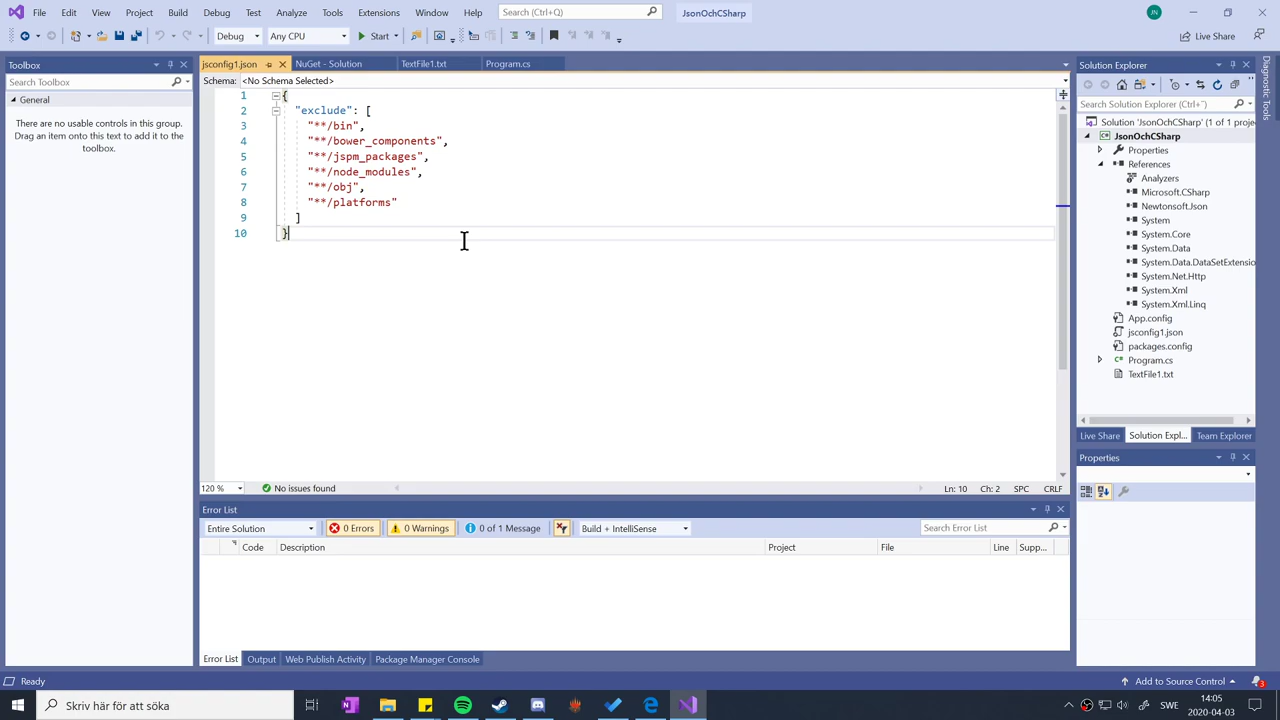 File Edit View Project Build Debug Test Analyze Tools Extensions Window Help Search (Ctrl+Q) JsonOchCSharp JN
Debug Any CPU Start Live Share
Toolbox
Search Toolbox
General
There are no usable controls in this group.
Drag an item onto this text to add it to the
toolbox.
jsconfig1.json NuGet - Solution TextFile1.txt Program.cs
Schema: <No Schema Selected>
1 {
2 "exclude": [
3 "**/bin",
4 "**/bower_components",
5 "**/jspm_packages",
6 "**/node_modules",
7 "**/obj",
8 "**/platforms"
9 ]
10 }
120 % No issues found Ln: 10 Ch: 2 SPC CRLF
Error List
Entire Solution 0 Errors 0 Warnings 0 of 1 Message Build + IntelliSense Search Error List
Code Description Project File Line Supp...
Error List Output Web Publish Activity Package Manager Console
Solution Explorer
Search Solution Explorer (Ctrl+¨)
Solution 'JsonOchCSharp' (1 of 1 proje
JsonOchCSharp
Properties
References
Analyzers
Microsoft.CSharp
Newtonsoft.Json
System
System.Core
System.Data
System.Data.DataSetExtension
System.Net.Http
System.Xml
System.Xml.Linq
App.config
jsconfig1.json
packages.config
Program.cs
TextFile1.txt
Live Share Solution Expl... Team Explorer
Properties
Diagnostic Tools
Ready Add to Source Control 3
Skriv här för att söka SWE 14:05
2020-04-03